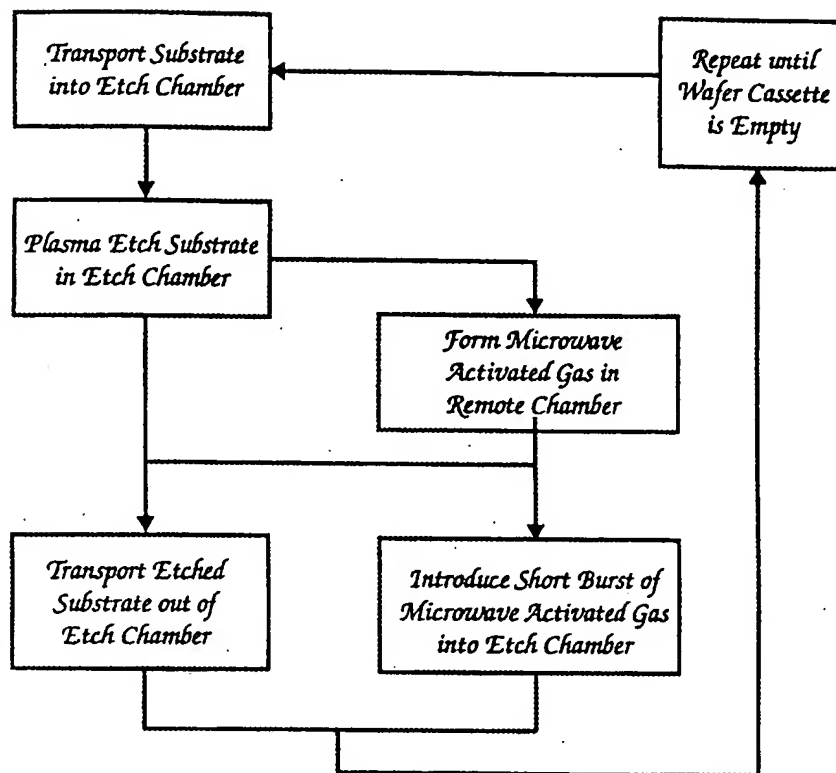 Transport Substrate
into Etch Chamber
Repeat until
Wafer Cassette
is Empty
Plasma Etch Substrate
in Etch Chamber
Form Microwave
Activated Gas in
Remote Chamber
Transport Etched
Substrate out of
Etch Chamber
Introduce Short Burst of
Microwave Activated Gas
into Etch Chamber